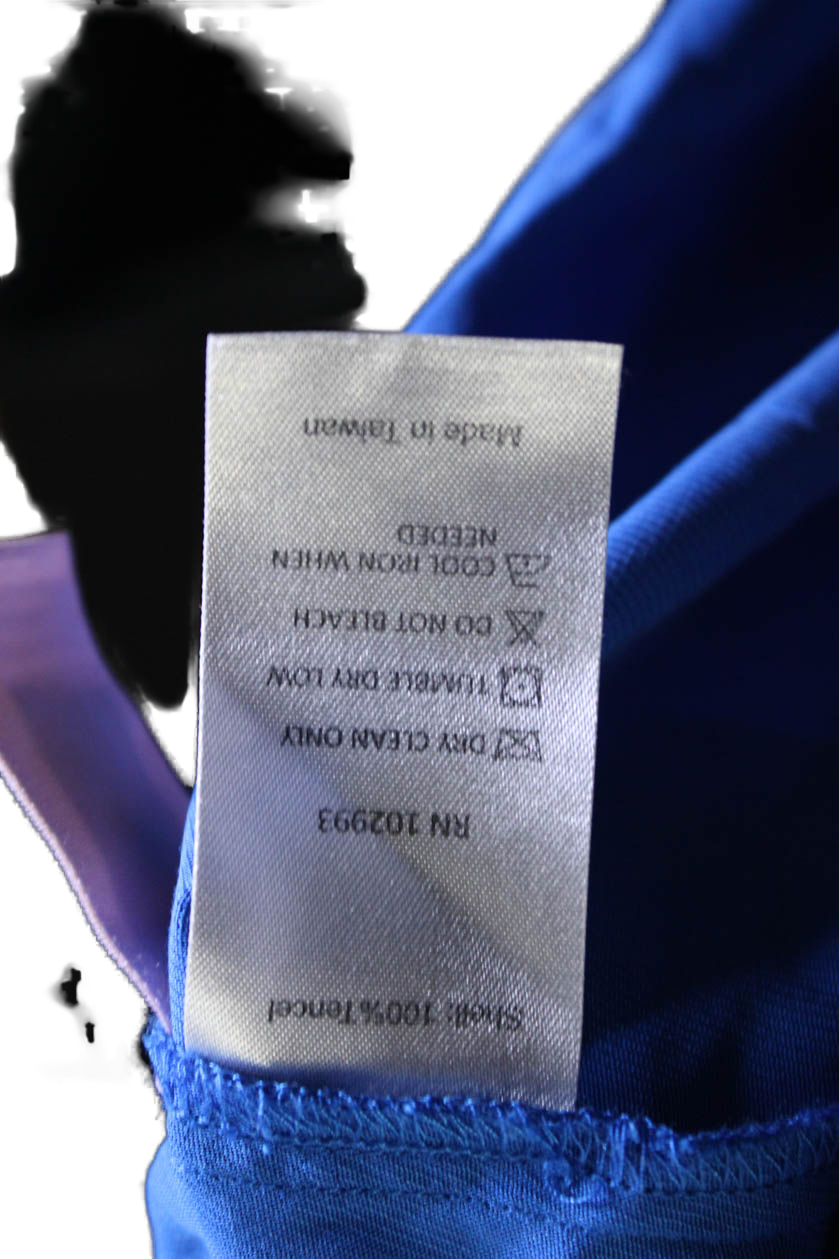 Shell: 100%Tencel
RN 102993
DRY CLEAN ONLY
TUMBLE DRY LOW
DO NOT BLEACH
COOL IRON WHEN
NEEDED
Made in Taiwan